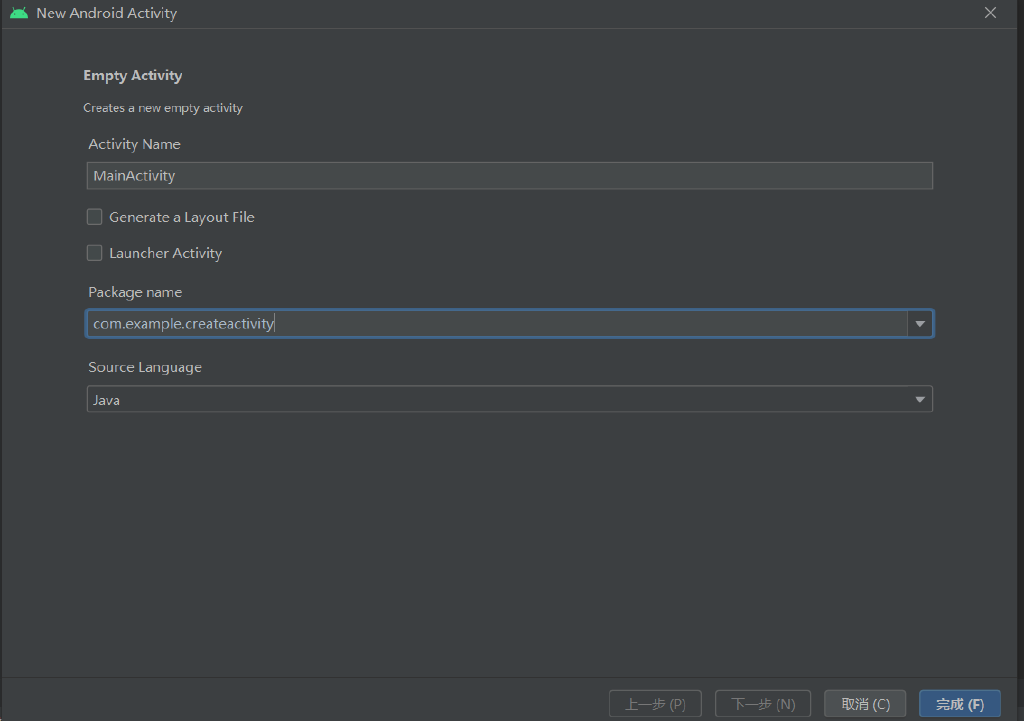 New Android Activity
Empty Activity
Creates a new empty activity
Activity Name
MainActivity
Generate a Layout File
Launcher Activity
Package name
com.example.createactivity
Source Language
Java
上一步 (P)
下一步 (N)
取消 (C)
完成 (F)